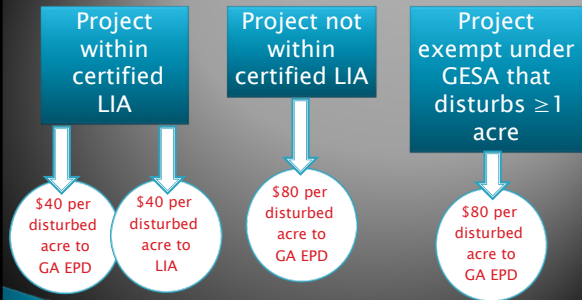 Project
within
certified
LIA
Project not
within
certified LIA
Project
exempt under
GESA that
disturbs ≥1
acre
$40 per
disturbed
acre to
GA EPD
$40 per
disturbed
acre to
LIA
$80 per
disturbed
acre to
GA EPD
$80 per
disturbed
acre to
GA EPD